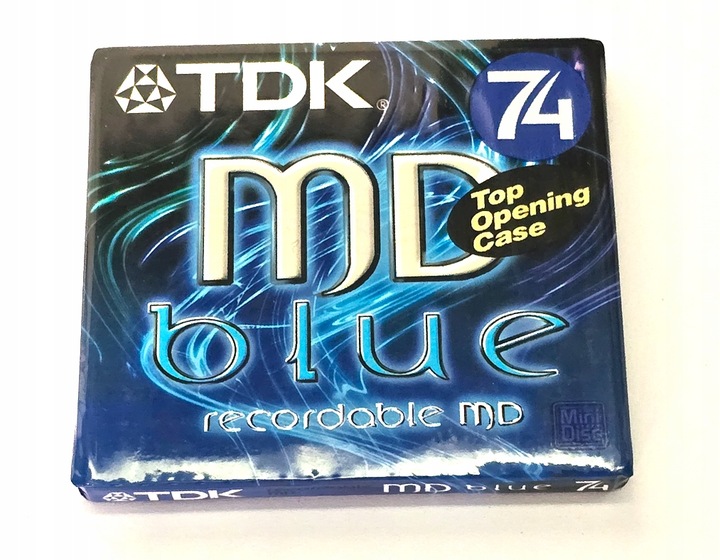 TDK®
74
MD
Top
Opening
Case
blue
recordable MD
Mini
Disc
TDK
MD blue 74